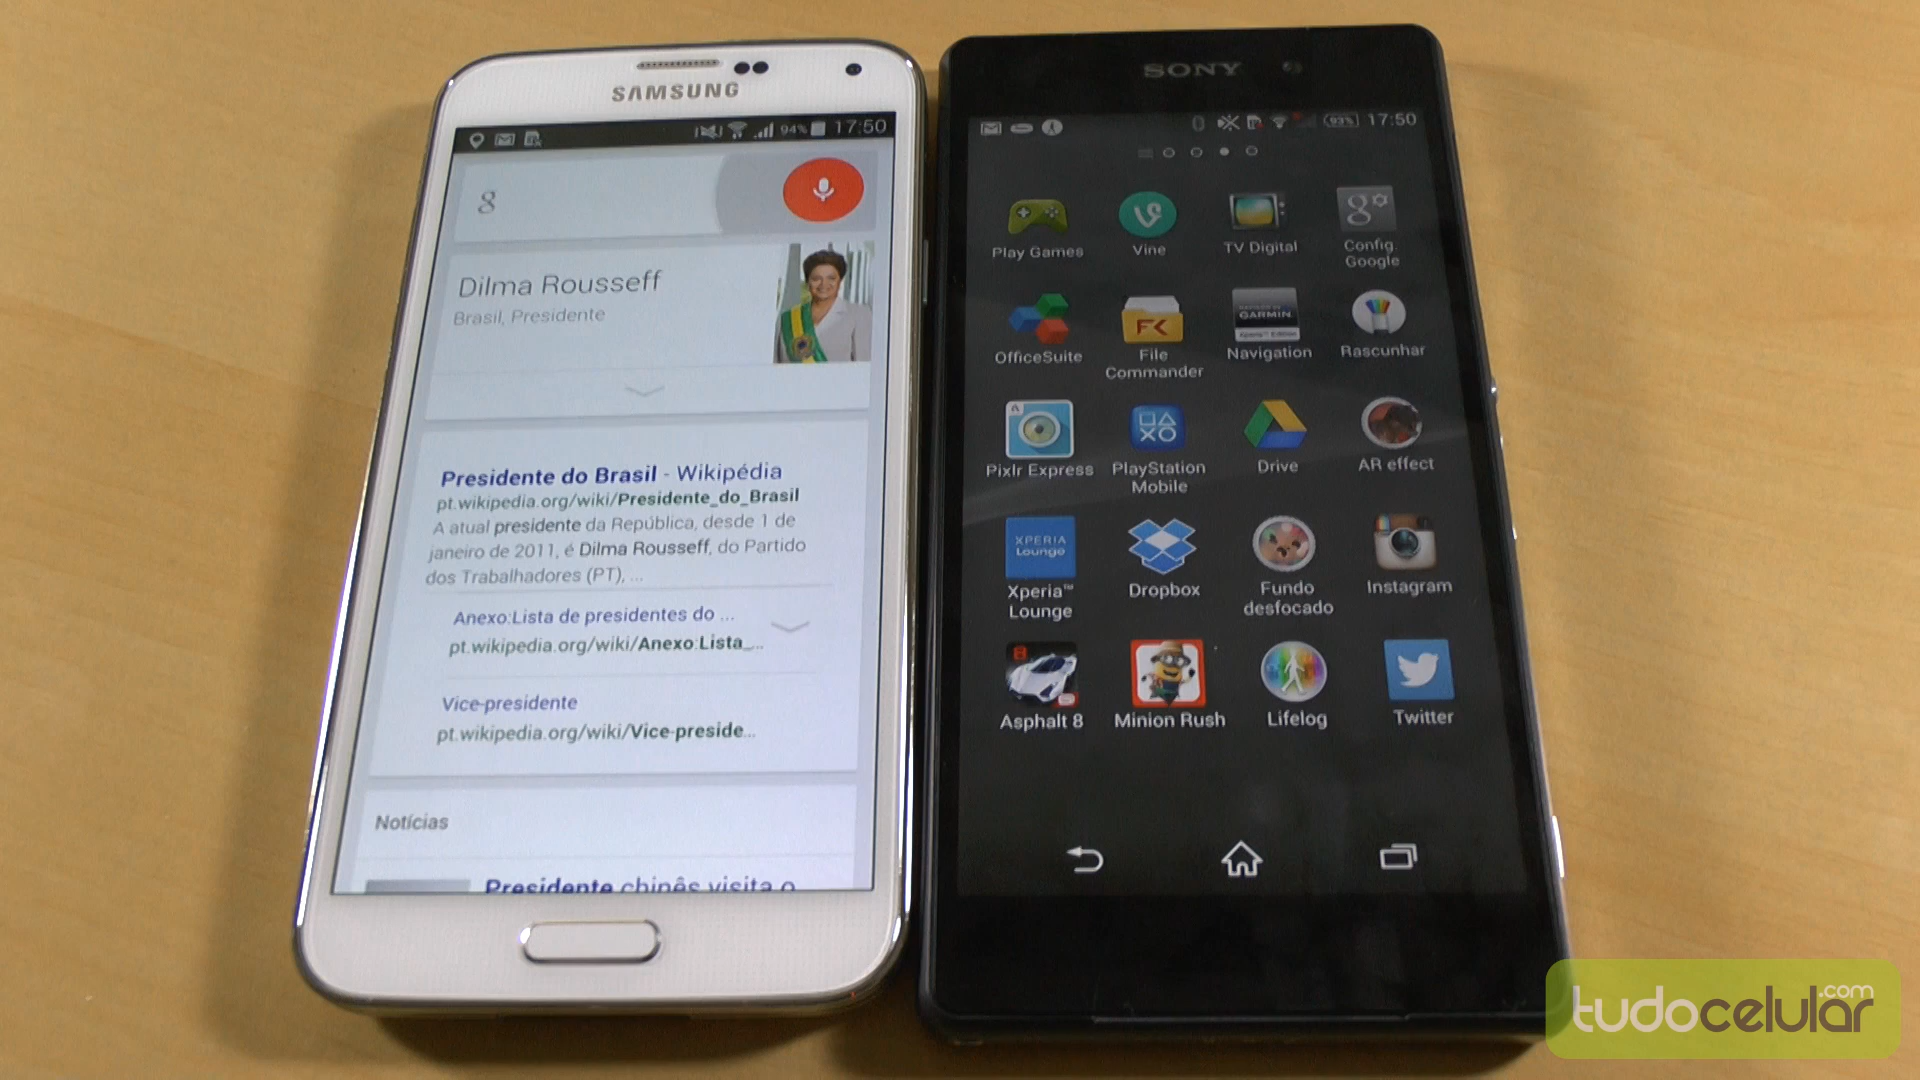 SAMSUNG
94% 17:50
g
Dilma Rousseff
Brasil, Presidente
Presidente do Brasil - Wikipédia
pt.wikipedia.org/wiki/Presidente_do_Brasil
A atual presidente da República, desde 1 de
janeiro de 2011, é Dilma Rousseff, do Partido
dos Trabalhadores (PT), ...
Anexo:Lista de presidentes do ...
pt.wikipedia.org/wiki/Anexo:Lista_...
Vice-presidente
pt.wikipedia.org/wiki/Vice-preside...
Notícias
Presidente chinês visita o
SONY
93% 17:50
g
Play Games
Vine
TV Digital
Config.
Google
GARMIN
OfficeSuite
File
Commander
Navigation
Rascunhar
Pixlr Express
PlayStation
Mobile
Drive
AR effect
XPERIA
Lounge
Xperia™
Lounge
Dropbox
Fundo
desfocado
Instagram
8
Asphalt 8
Minion Rush
Lifelog
Twitter
tudocelular.com